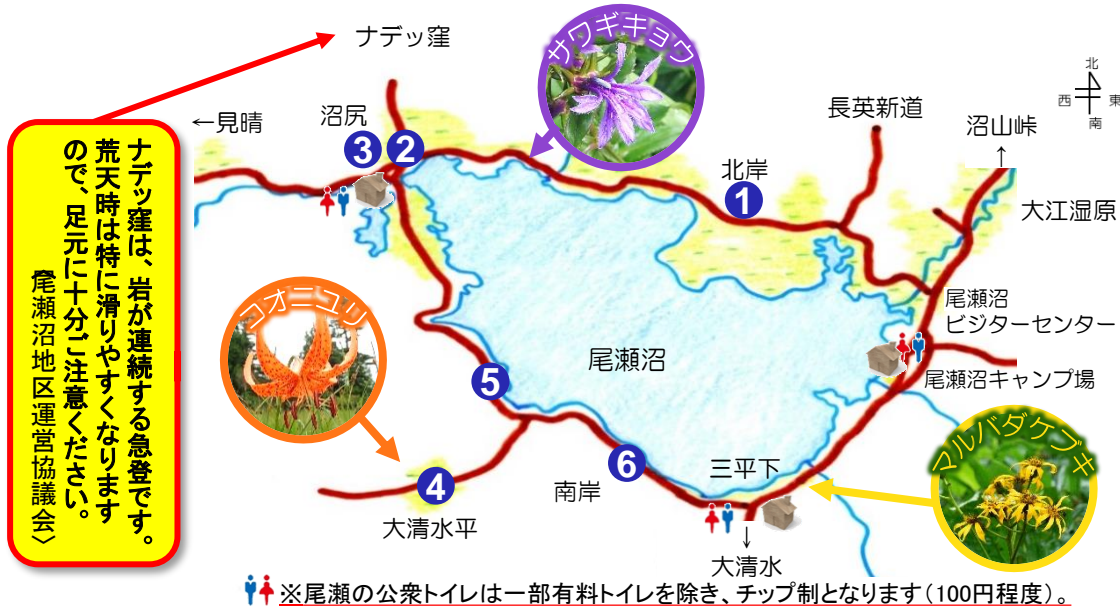 ナデッ窪は、岩が連続する急登です。
荒天時は特に滑りやすくなります
ので、足元に十分ご注意ください。
〈尾瀬沼地区運営協議会〉
ナデッ窪
サワギキョウ
北
西 東
南
←見晴
沼尻
長英新道
沼山峠
↑
3
2
北岸
1
大江湿原
コオニユリ
尾瀬沼
尾瀬沼
ビジターセンター
5
尾瀬沼キャンプ場
マルバダケブキ
6
三平下
4
南岸
大清水平
↓
大清水
※尾瀬の公衆トイレは一部有料トイレを除き、チップ制となります(100円程度)。